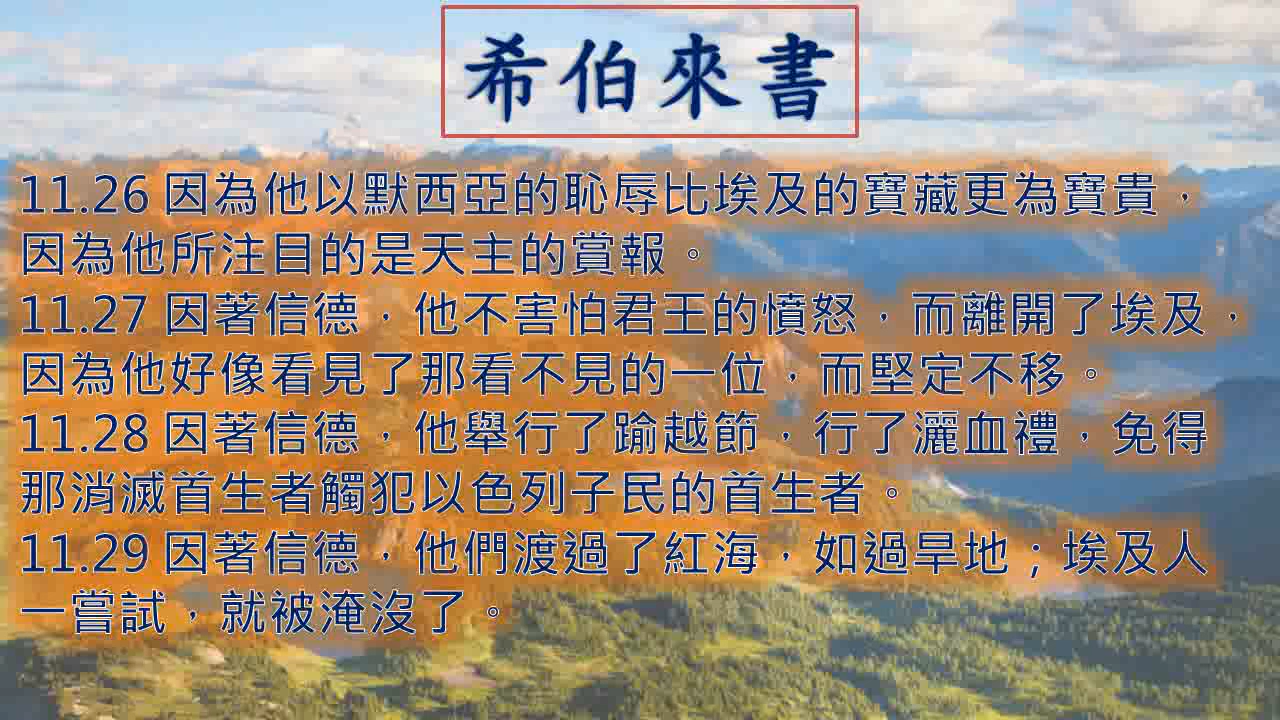 希伯來書
11.26 因為他以默西亞的恥辱比埃及的寶藏更為寶貴，
因為他所注目的是天主的賞報。
11.27 因著信德，他不害怕君王的憤怒，而離開了埃及，
因為他好像看見了那看不見的一位，而堅定不移。
11.28 因著信德，他舉行了踰越節，行了灑血禮，免得
那消滅首生者觸犯以色列子民的首生者。
11.29 因著信德，他們渡過了紅海，如過旱地；埃及人
一嘗試，就被淹沒了。